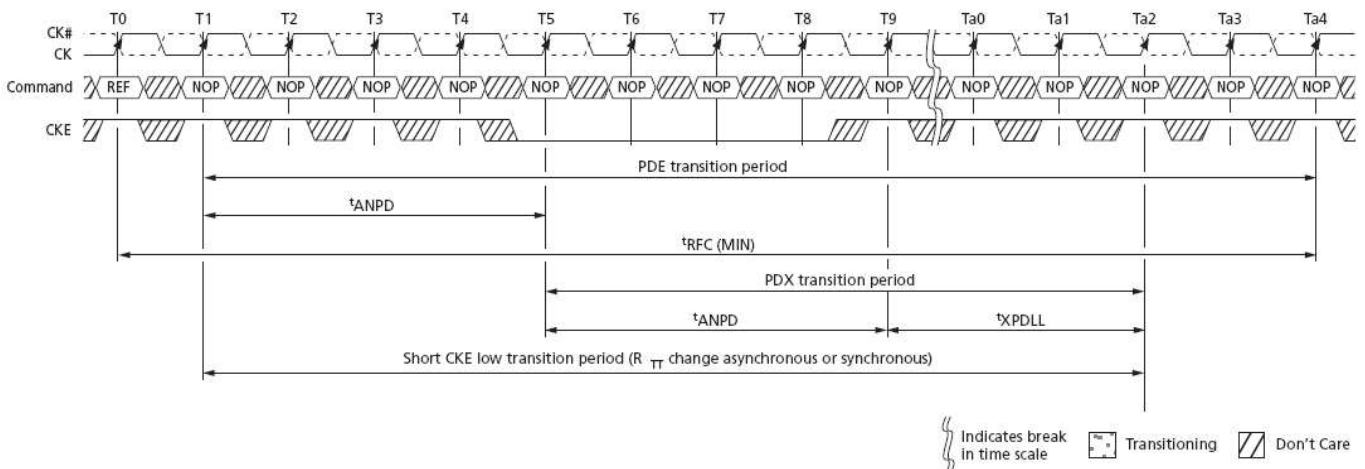 T0 T1 T2 T3 T4 T5 T6 T7 T8 T9 Ta0 Ta1 Ta2 Ta3 Ta4
CK#
CK
Command REF NOP NOP NOP NOP NOP NOP NOP NOP NOP NOP NOP NOP NOP NOP
CKE
PDE transition period
tANPD
tRFC (MIN)
PDX transition period
tANPD tXPDLL
Short CKE low transition period (R TT change asynchronous or synchronous)
Indicates break
in time scale
Transitioning
Don't Care